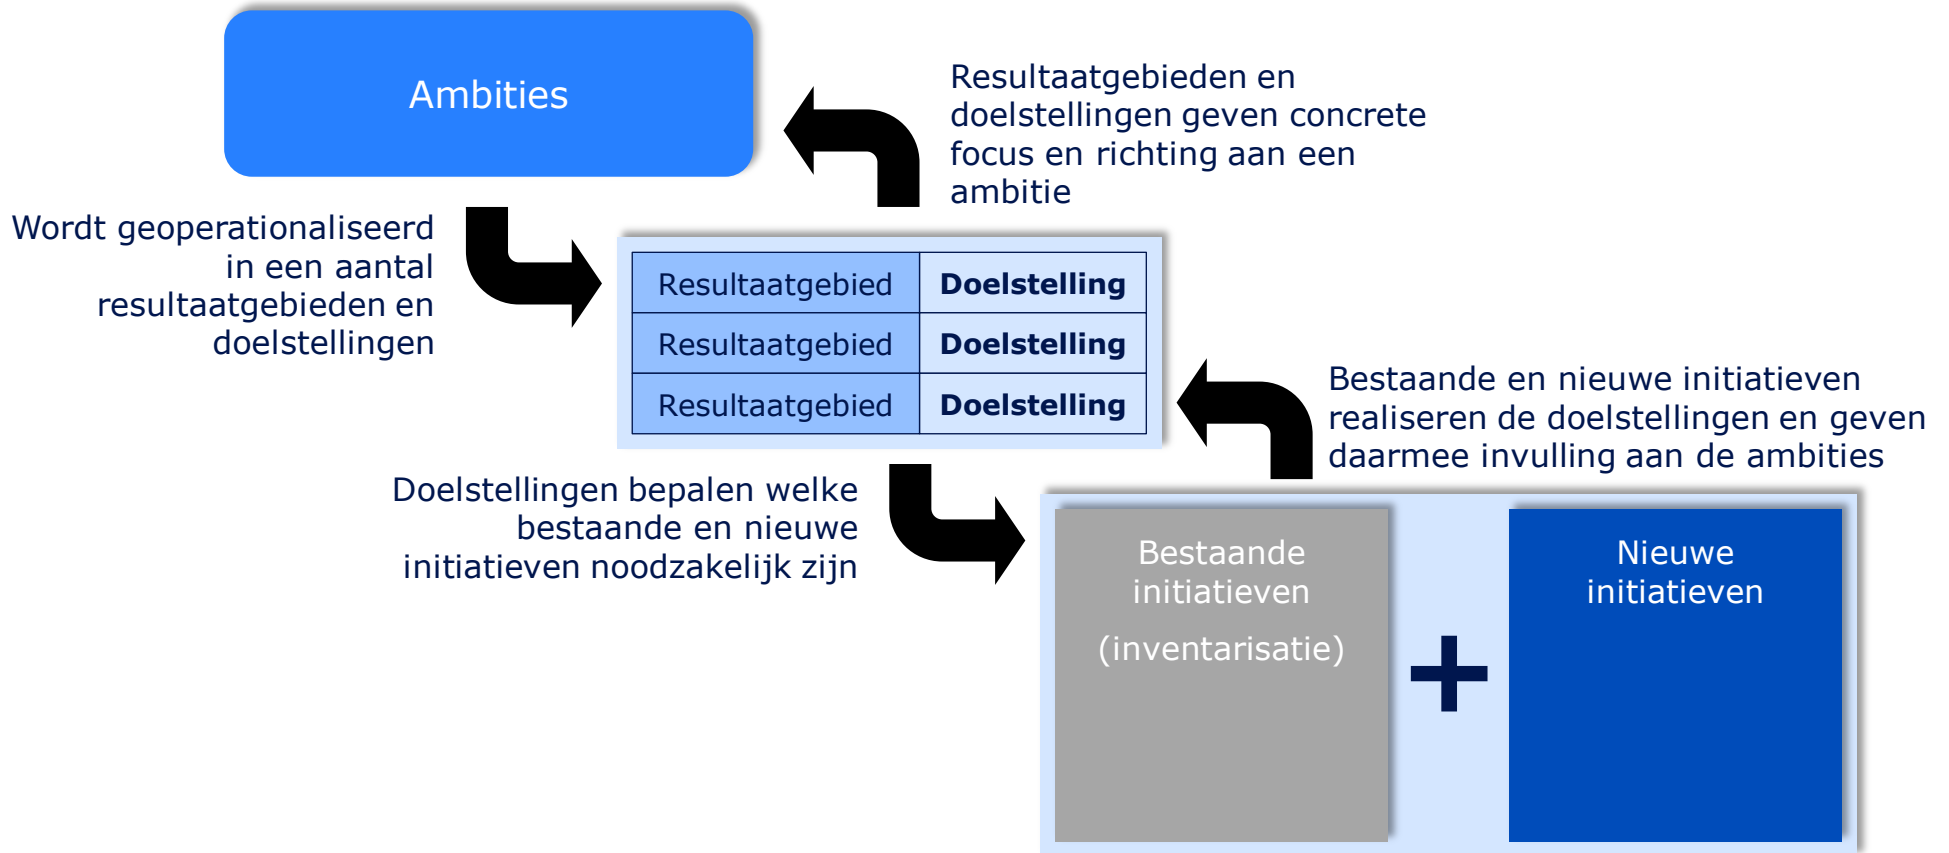 Ambities
Resultaatgebieden en
doelstellingen geven concrete
focus en richting aan een
ambitie
Wordt geoperationaliseerd
in een aantal
resultaatgebieden en
doelstellingen
Resultaatgebied Doelstelling
Resultaatgebied Doelstelling
Resultaatgebied Doelstelling
Bestaande en nieuwe initiatieven
realiseren de doelstellingen en geven
daarmee invulling aan de ambities
Doelstellingen bepalen welke
bestaande en nieuwe
initiatieven noodzakelijk zijn
Bestaande
initiatieven
(inventarisatie)
+
Nieuwe
initiatieven